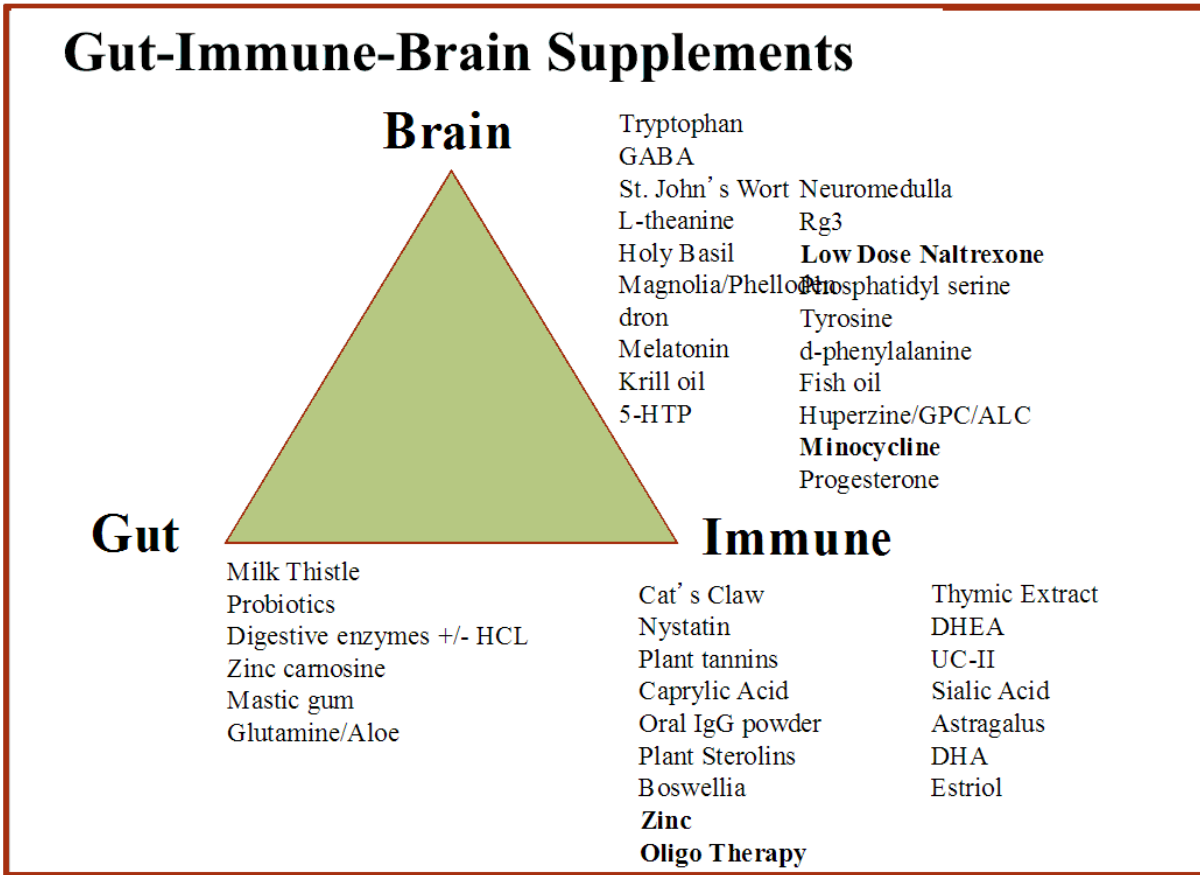 Gut-Immune-Brain Supplements
Brain
Tryptophan
GABA
St. John's Wort
L-theanine
Holy Basil
Magnolia/Phelloden
dron
Melatonin
Krill oil
5-HTP
Neuromedulla
Rg3
Low Dose Naltrexone
Phosphatidyl serine
Tyrosine
d-phenylalanine
Fish oil
Huperzine/GPC/ALC
Minocycline
Progesterone
Gut
Milk Thistle
Probiotics
Digestive enzymes +/- HCL
Zinc carnosine
Mastic gum
Glutamine/Aloe
Immune
Cat's Claw
Nystatin
Plant tannins
Caprylic Acid
Oral IgG powder
Plant Sterolins
Boswellia
Zinc
Oligo Therapy
Thymic Extract
DHEA
UC-II
Sialic Acid
Astragalus
DHA
Estriol